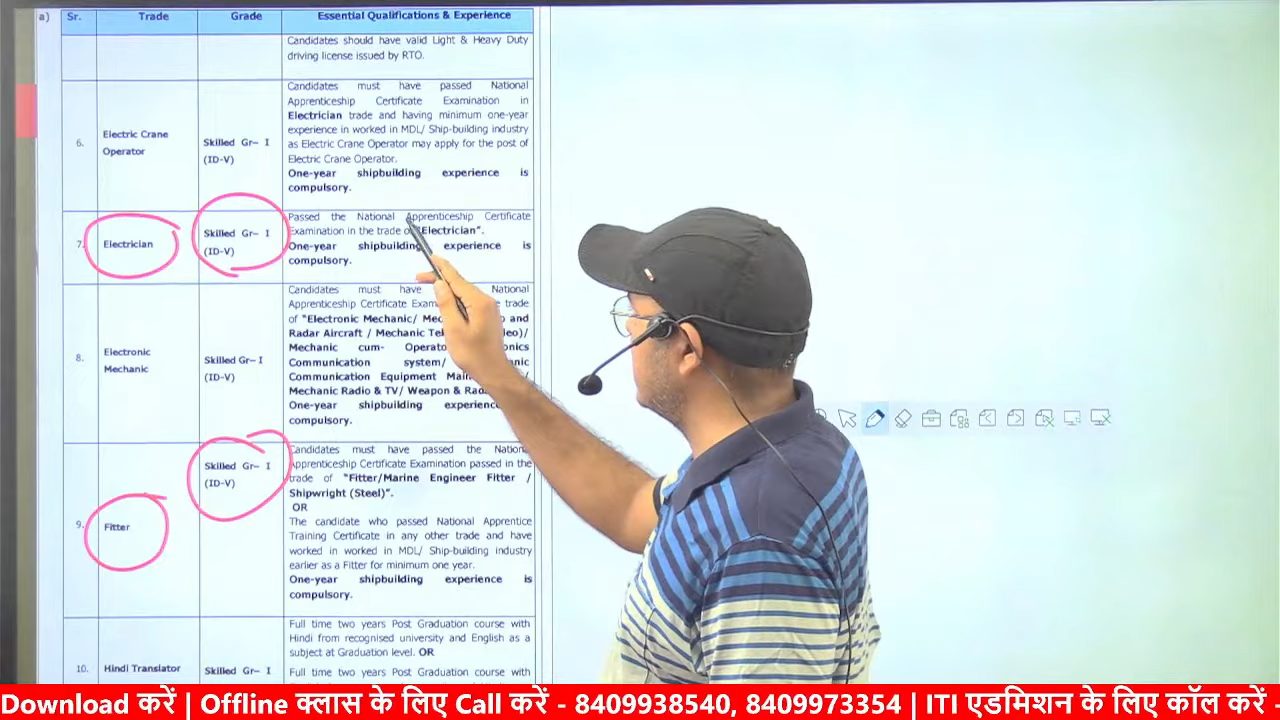 a) Sr. Trade Grade Essential Qualifications & Experience
Candidates should have valid Light & Heavy Duty
driving license issued by RTO.
6. Electric Crane
Operator
Skilled Gr- I
(ID-V)
Candidates must have passed National
Apprenticeship Certificate Examination in
Electrician trade and having minimum one-year
experience in worked in MDL/ Ship-building industry
as Electric Crane Operator may apply for the post of
Electric Crane Operator.
One-year shipbuilding experience is
compulsory.
7. Electrician
Skilled Gr- I
(ID-V)
Passed the National Apprenticeship Certificate
Examination in the trade "Electrician".
One-year shipbuilding experience is
compulsory.
8. Electronic
Mechanic
Skilled Gr- I
(ID-V)
Candidates must have National
Apprenticeship Certificate trade
of "Electronic Mechanic/ and
Radar Aircraft / Mechanic
Mechanic cum-
Communication system/
Communication Equipment
Mechanic Radio & TV/ Weapon &
One-year shipbuilding
compulsory.
9. Fitter
Skilled Gr- I
(ID-V)
Candidates must have passed the
Apprenticeship Certificate Examination passed in the
trade of "Fitter/Marine Engineer Fitter /
Shipwright (Steel)".
OR
The candidate who passed National Apprentice
Training Certificate in any other trade and have
worked in worked in MDL/ Ship-building industry
earlier as a Fitter for minimum one year.
One-year shipbuilding experience is
compulsory.
10. Hindi Translator
Skilled Gr- I
Full time two years Post Graduation course with
Hindi from recognised university and English as a
subject at Graduation level. OR
Full time two years Post Graduation course with
Download करें | Offline क्लास के लिए Call करें - 8409938540, 8409973354 | ITI एडमिशन के लिए कॉल करें -